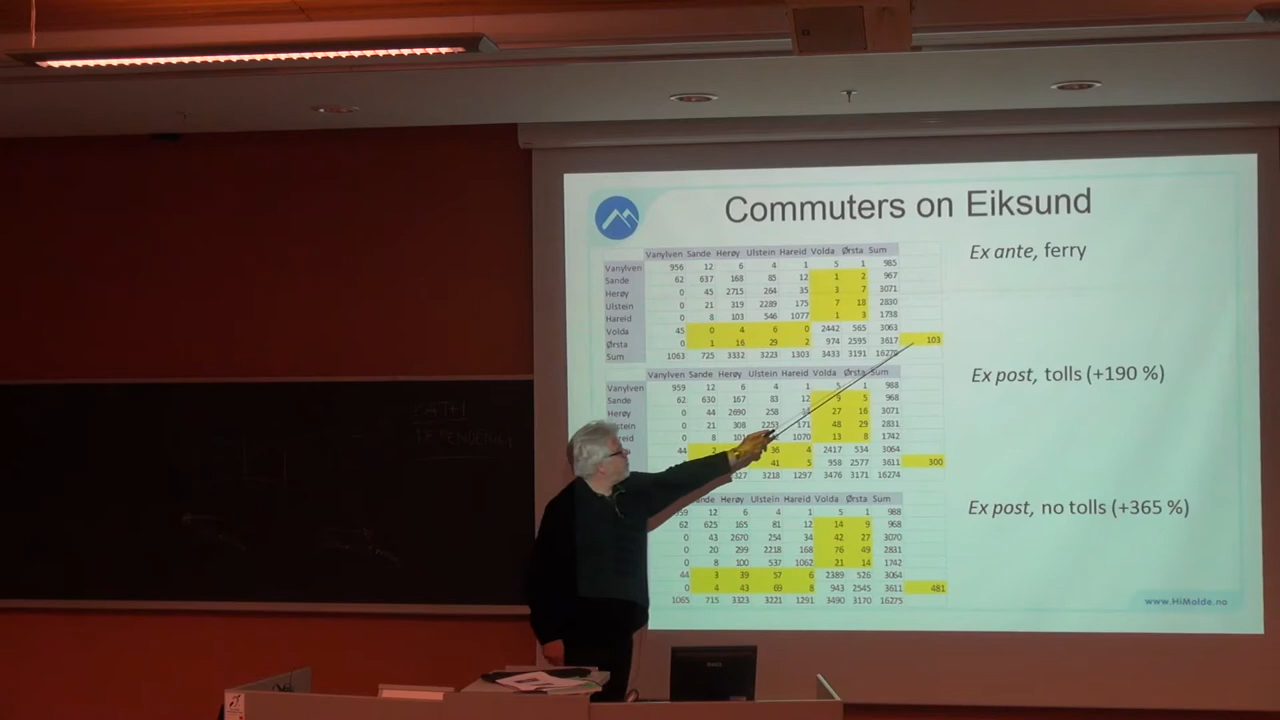 Commuters on Eiksund
Ex ante, ferry
Vanylven Sande Herøy Ulstein Hareid Volda Ørsta Sum
Vanylven 956 12 6 4 1 5 1 985
Sande 62 637 168 85 12 1 2 967
Herøy 0 45 2715 264 35 3 7 3071
Ulstein 0 21 319 2289 175 7 18 2830
Hareid 0 8 103 546 1077 1 3 1738
Volda 45 0 4 6 0 2442 565 3063
Ørsta 0 1 16 29 2 974 2595 3617 103
Sum 1063 725 3332 3223 1303 3433 3191
Ex post, tolls (+190 %)
Vanylven Sande Herøy Ulstein Hareid Volda Ørsta Sum
Vanylven 959 12 6 4 1 5 1 988
Sande 62 630 167 83 12 9 5 968
Herøy 0 44 2690 258 27 16 3071
0 21 308 2253 171 48 29 2831
0 8 1070 13 8 1742
44 2 36 4 2417 534 3064
41 5 958 2577 3611 300
3218 1297 3476 3171 16274
Ex post, no tolls (+365 %)
Herøy Ulstein Hareid Volda Ørsta Sum
12 6 4 1 5 1 988
62 625 165 81 12 14 9 968
0 43 2670 254 34 42 27 3070
0 20 299 2218 168 76 49 2831
0 8 100 537 1062 21 14 1742
44 3 39 57 6 2389 526 3064
0 4 43 69 8 943 2545 3611 481
1065 715 3323 3221 1291 3490 3170 16275
www.HiMolde.no
PATH
DELL